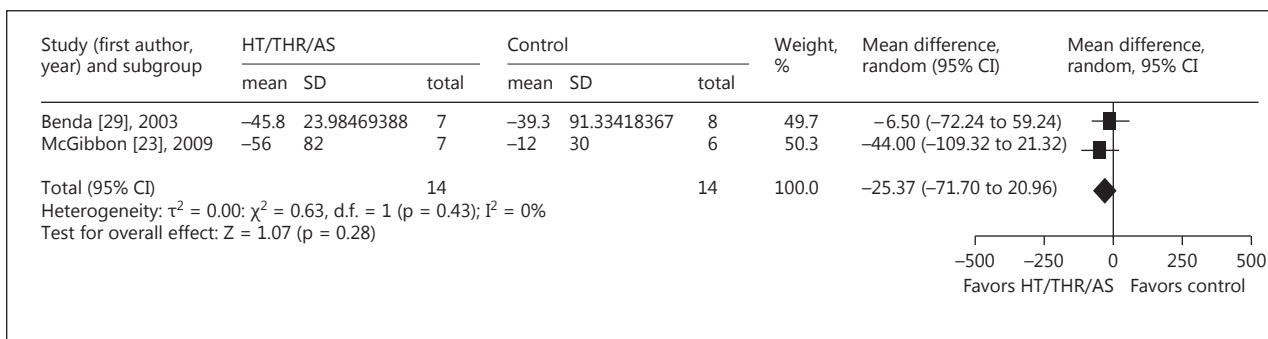 Study (first author, year) and subgroup HT/THR/AS Control Weight, % Mean difference, random (95% CI) Mean difference, random, 95% CI
mean SD total mean SD total
Benda [29], 2003 –45.8 23.98469388 7 –39.3 91.33418367 8 49.7 –6.50 (–72.24 to 59.24)
McGibbon [23], 2009 –56 82 7 –12 30 6 50.3 –44.00 (–109.32 to 21.32)
Total (95% CI) 14 14 100.0 –25.37 (–71.70 to 20.96)
Heterogeneity: τ² = 0.00: χ² = 0.63, d.f. = 1 (p = 0.43); I² = 0%
Test for overall effect: Z = 1.07 (p = 0.28)
–500 –250 0 250 500
Favors HT/THR/AS Favors control